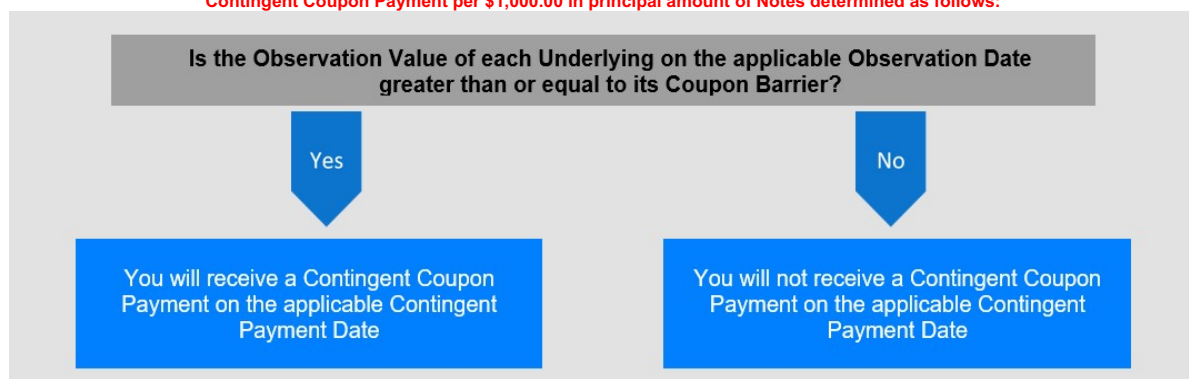 Contingent Coupon Payment per $1,000.00 in principal amount of Notes determined as follows:
Is the Observation Value of each Underlying on the applicable Observation Date
greater than or equal to its Coupon Barrier?
Yes
No
You will receive a Contingent Coupon
Payment on the applicable Contingent
Payment Date
You will not receive a Contingent Coupon
Payment on the applicable Contingent
Payment Date